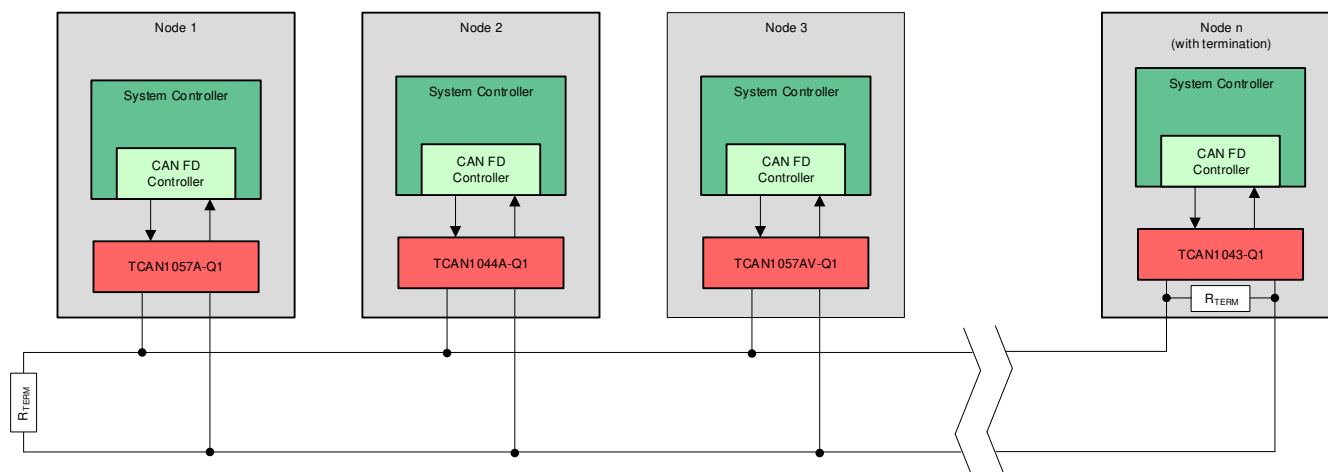 Node 1
System Controller
CAN FD
Controller
TCAN1057A-Q1
Node 2
System Controller
CAN FD
Controller
TCAN1044A-Q1
Node 3
System Controller
CAN FD
Controller
TCAN1057AV-Q1
Node n
(with termination)
System Controller
CAN FD
Controller
TCAN1043-Q1
RTERM
RTERM